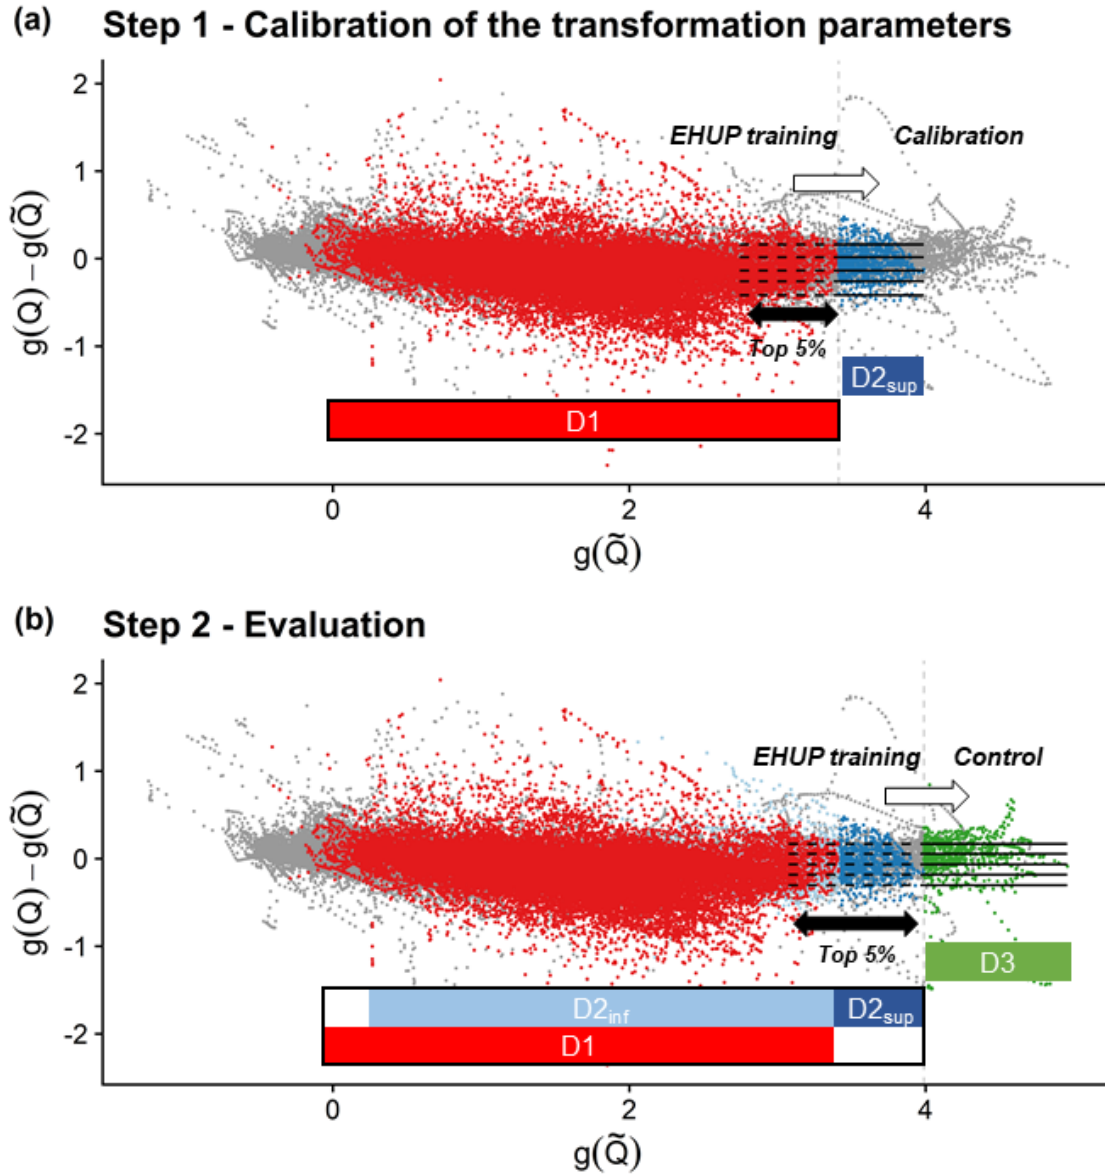 (a) Step 1 - Calibration of the transformation parameters
2
EHUP training Calibration
1
0
Top 5%
-1
D2sup
D1
-2
g(Q) − g(Q̃)
0 2 4
g(Q̃)
(b) Step 2 - Evaluation
2
EHUP training Control
1
0
-1
Top 5%
D3
D2inf D2sup
D1
-2
g(Q) − g(Q̃)
0 2 4
g(Q̃)